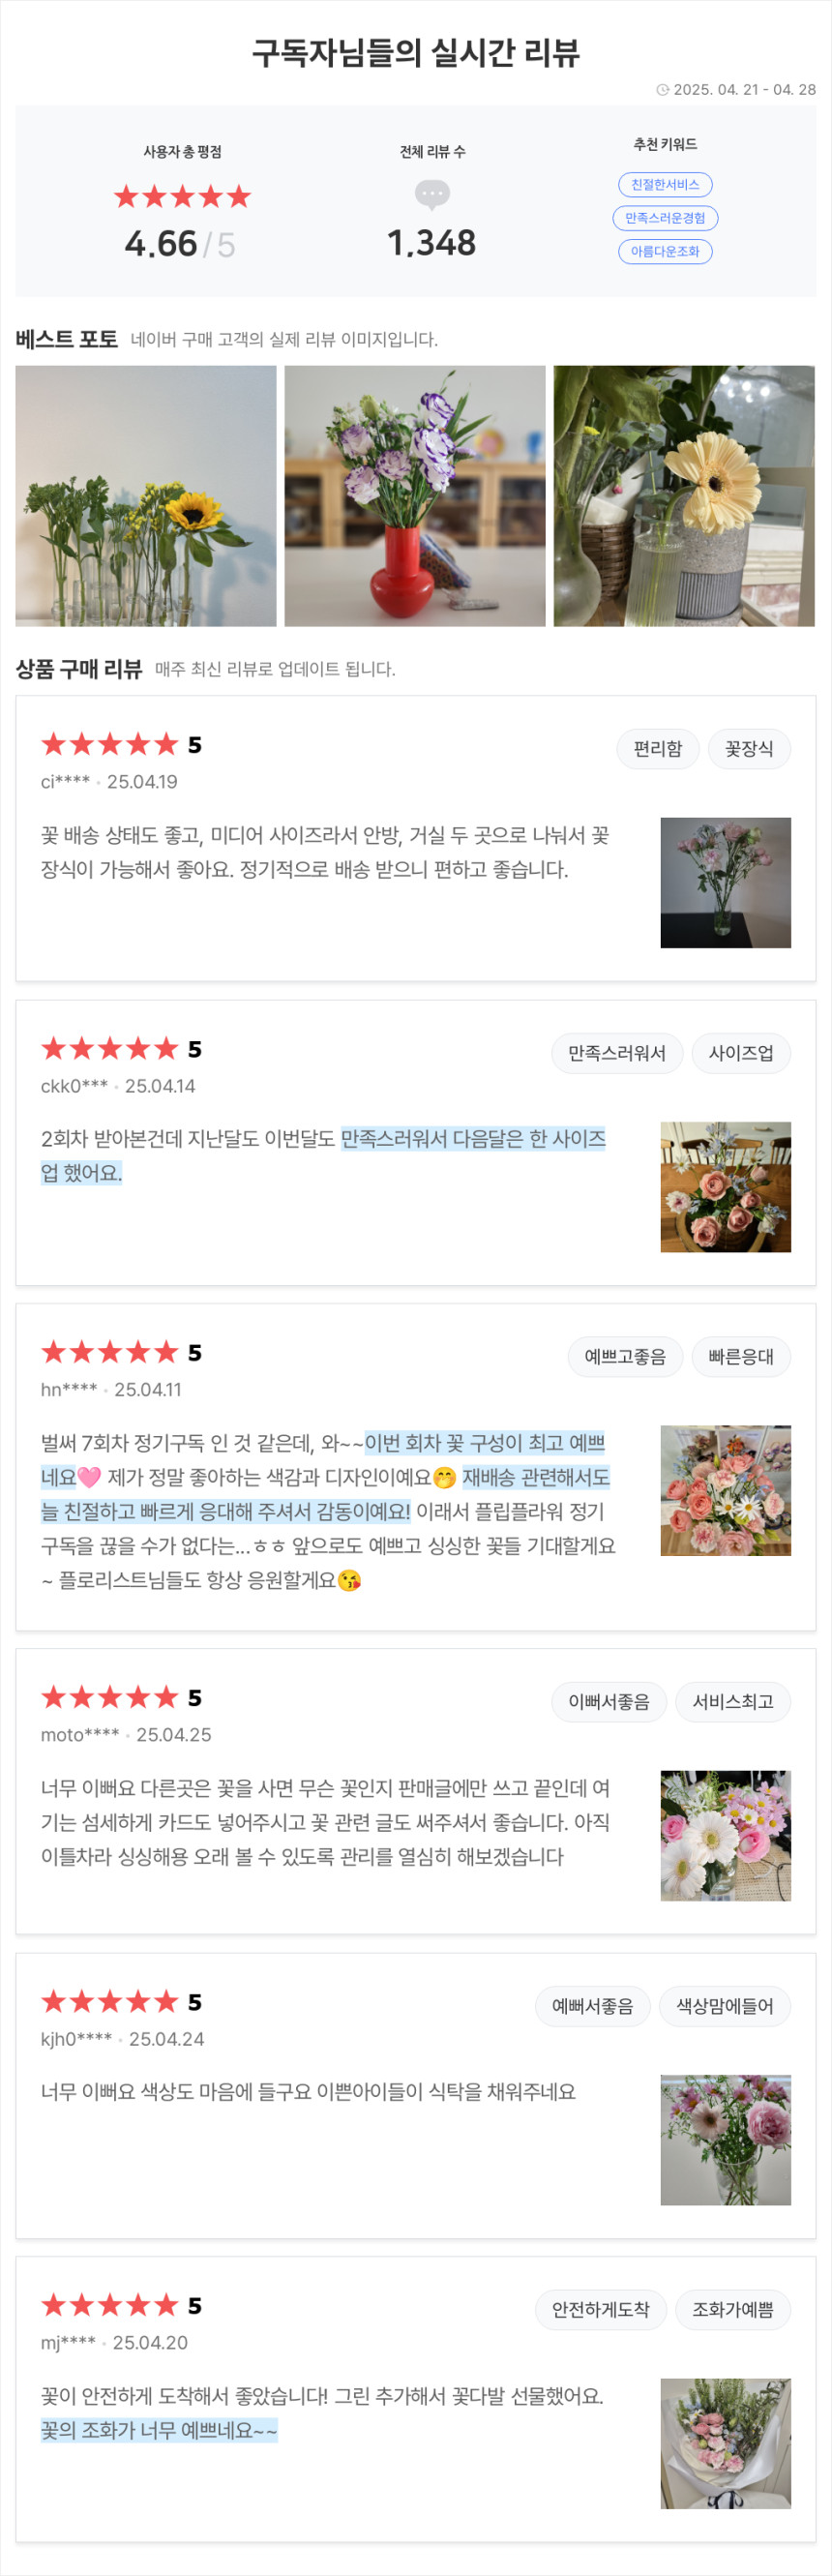 구독자님들의 실시간 리뷰
2025. 04. 21 - 04. 28
사용자 총 평점
4.66/5
전체 리뷰 수
1,348
추천 키워드
친절한서비스
만족스러운경험
아름다운조화
베스트 포토 네이버 구매 고객의 실제 리뷰 이미지입니다.
상품 구매 리뷰 매주 최신 리뷰로 업데이트 됩니다.
5
편리함 꽃장식
ci**** • 25.04.19
꽃 배송 상태도 좋고, 미디어 사이즈라서 안방, 거실 두 곳으로 나눠서 꽃
장식이 가능해서 좋아요. 정기적으로 배송 받으니 편하고 좋습니다.
5
만족스러워서 사이즈업
ckk0*** • 25.04.14
2회차 받아본건데 지난달도 이번달도 만족스러워서 다음달은 한 사이즈
업 했어요.
5
예쁘고좋음 빠른응대
hn**** • 25.04.11
벌써 7회차 정기구독 인 것 같은데, 와~~이번 회차 꽃 구성이 최고 예쁘
네요🩷 제가 정말 좋아하는 색감과 디자인이예요🤭 재배송 관련해서도
늘 친절하고 빠르게 응대해 주셔서 감동이예요! 이래서 플립플라워 정기
구독을 끊을 수가 없다는...ㅎㅎ 앞으로도 예쁘고 싱싱한 꽃들 기대할게요
~ 플로리스트님들도 항상 응원할게요😘
5
이뻐서좋음 서비스최고
moto**** • 25.04.25
너무 이뻐요 다른곳은 꽃을 사면 무슨 꽃인지 판매글에만 쓰고 끝인데 여
기는 섬세하게 카드도 넣어주시고 꽃 관련 글도 써주셔서 좋습니다. 아직
이틀차라 싱싱해용 오래 볼 수 있도록 관리를 열심히 해보겠습니다
5
예뻐서좋음 색상맘에들어
kjh0**** • 25.04.24
너무 이뻐요 색상도 마음에 들구요 이쁜아이들이 식탁을 채워주네요
5
안전하게도착 조화가예쁨
mj**** • 25.04.20
꽃이 안전하게 도착해서 좋았습니다! 그린 추가해서 꽃다발 선물했어요.
꽃의 조화가 너무 예쁘네요~~